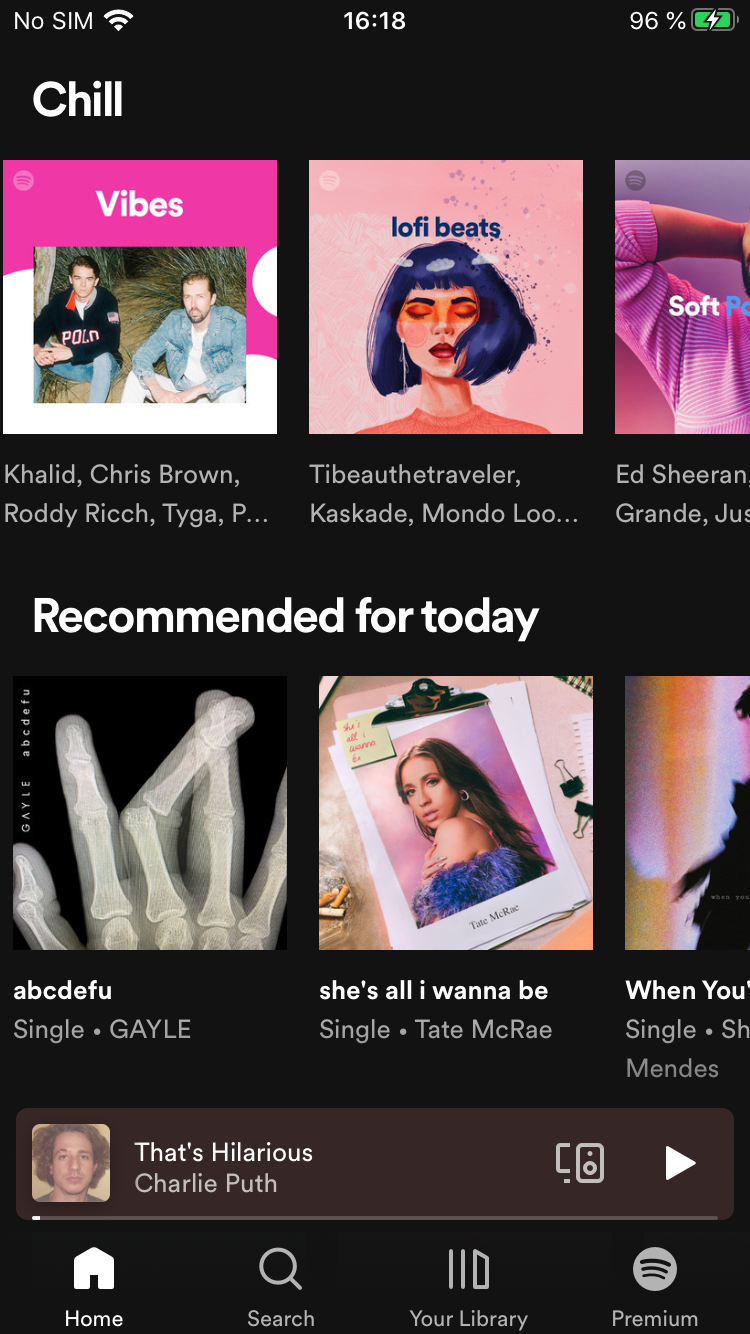 No SIM 16:18 96 %
Chill
Vibes
POLO
lofi beats
Soft Po
Khalid, Chris Brown,
Roddy Ricch, Tyga, P...
Tibeauthetraveler,
Kaskade, Mondo Loo...
Ed Sheeran,
Grande, Jus
Recommended for today
GAYLE abcdefu
she's
all i
wanna
be
Tate McRae
when you
abcdefu
Single • GAYLE
she's all i wanna be
Single • Tate McRae
When You'
Single • Sh
Mendes
That's Hilarious
Charlie Puth
Home
Search
Your Library
Premium